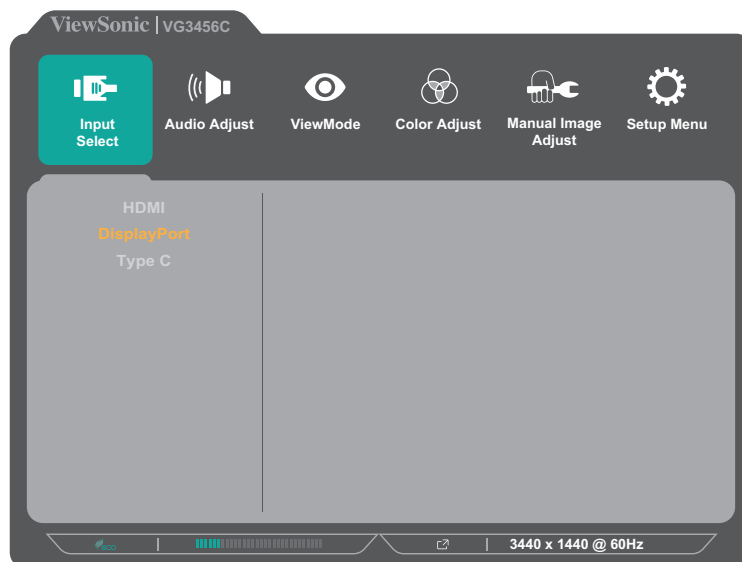 ViewSonic | VG3456C
Input
Select
Audio Adjust
ViewMode
Color Adjust
Manual Image
Adjust
Setup Menu
HDMI
DisplayPort
Type C
eco
3440 x 1440 @ 60Hz